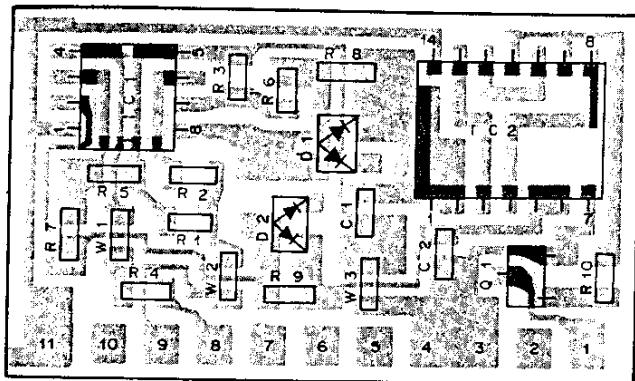 4 5 14 8
R 3
R 8
R 6
I C 1
I C 2
1 8
D 1
R 5 R 2
7
R 7 W 1 R 1 D 2 C 1
C 2
R 4 W 2 R 9 W 3 Q 1 R 10
11 10 9 8 7 6 5 4 3 2 1